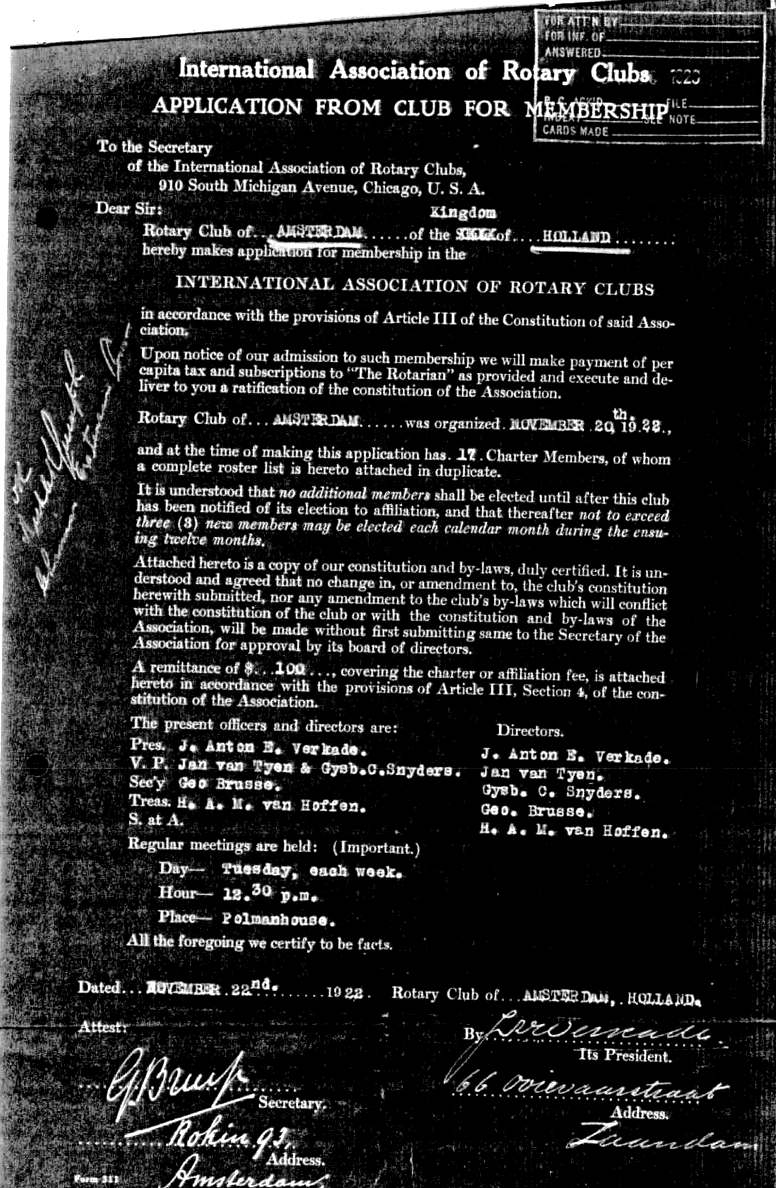 FOR ATT'N BY
FOR INF. OF
ANSWERED
1923
R. S. ACK'D FILE
INDEX SEE NOTE
CARDS MADE
International Association of Rotary Clubs
APPLICATION FROM CLUB FOR MEMBERSHIP
To the Secretary
of the International Association of Rotary Clubs,
910 South Michigan Avenue, Chicago, U. S. A.
Dear Sir:
Kingdom
Rotary Club of...AMSTERDAM......of the of....HOLLAND........
hereby makes application for membership in the
INTERNATIONAL ASSOCIATION OF ROTARY CLUBS
in accordance with the provisions of Article III of the Constitution of said Asso-
ciation.
Upon notice of our admission to such membership we will make payment of per
capita tax and subscriptions to "The Rotarian" as provided and execute and de-
liver to you a ratification of the constitution of the Association.
Rotary Club of...AMSTERDAM......was organized.NOVEMBER 20th. 1922.,
and at the time of making this application has.17.Charter Members, of whom
a complete roster list is hereto attached in duplicate.
It is understood that no additional members shall be elected until after this club
has been notified of its election to affiliation, and that thereafter not to exceed
three (3) new members may be elected each calendar month during the ensu-
ing twelve months.
Attached hereto is a copy of our constitution and by-laws, duly certified. It is un-
derstood and agreed that no change in, or amendment to, the club's constitution
herewith submitted, nor any amendment to the club's by-laws which will conflict
with the constitution of the club or with the constitution and by-laws of the
Association, will be made without first submitting same to the Secretary of the
Association for approval by its board of directors.
A remittance of $...100...., covering the charter or affiliation fee, is attached
hereto in accordance with the provisions of Article III, Section 4, of the con-
stitution of the Association.
The present officers and directors are: Directors.
Pres. J. Anton E. Verkade. J. Anton E. Verkade.
V. P. Jan van Tyen & Gysb.C.Snyders. Jan van Tyen.
Sec'y Geo Brusse. Gysb. C. Snyders.
Treas. H. A. M. van Hoffen. Geo. Brusse.
S. at A. H. A. M. van Hoffen.
Regular meetings are held: (Important.)
Day— Tuesday, each week.
Hour— 12.30 p.m.
Place— Polmanhouse.
All the foregoing we certify to be facts.
Dated...NOVEMBER 22nd..........1922. Rotary Club of...AMSTERDAM,.HOLLAND.
Attest: By
Its President.
G Brusse 66
Secretary. Address.
Rokin 93. Zaandam
Address.
Amsterdam.
Form 311